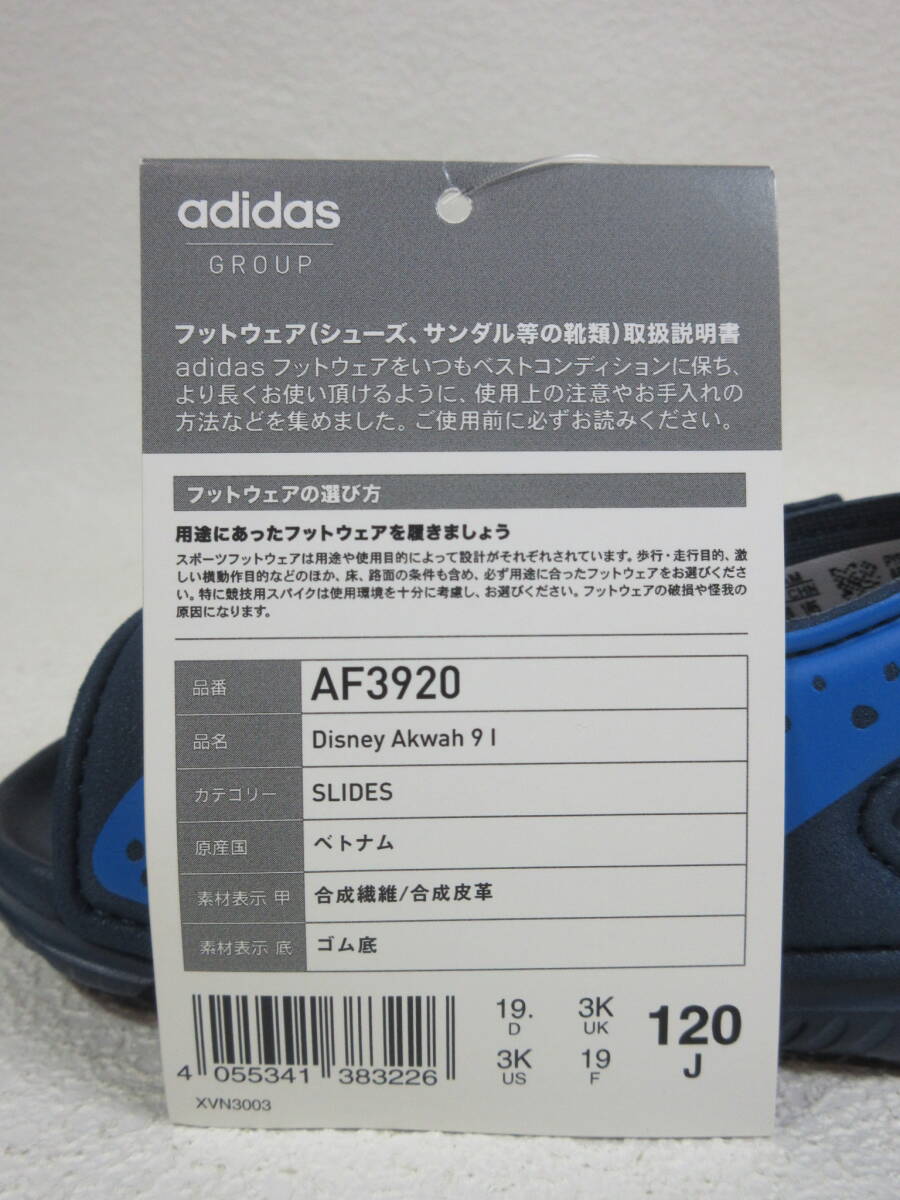 adidas
GROUP
フットウェア(シューズ、サンダル等の靴類)取扱説明書
adidas フットウェアをいつもベストコンディションに保ち、
より長くお使い頂けるように、使用上の注意やお手入れの
方法などを集めました。ご使用前に必ずお読みください。
フットウェアの選び方
用途にあったフットウェアを履きましょう
スポーツフットウェアは用途や使用目的によって設計がそれぞれされています。歩行・走行目的、激
しい横動作目的などのほか、床、路面の条件も含め、必ず用途に合ったフットウェアをお選びくださ
い。特に競技用スパイクは使用環境を十分に考慮し、お選びください。フットウェアの破損や怪我の
原因になります。
品番 AF3920
品名 Disney Akwah 9 I
カテゴリー SLIDES
原産国 ベトナム
素材表示 甲 合成繊維/合成皮革
素材表示 底 ゴム底
19. 3K 120
D UK J
3K 19
US F
4 055341 383226
XVN3003